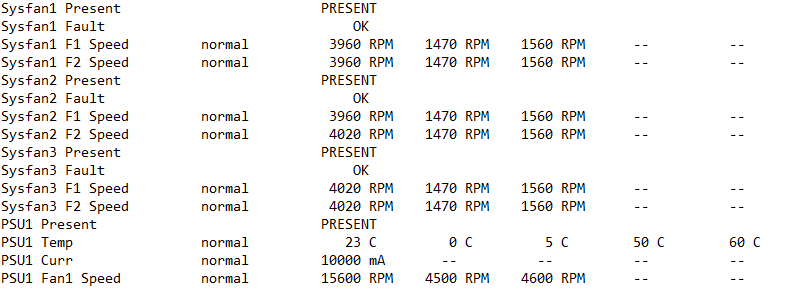 Sysfan1 Present PRESENT
Sysfan1 Fault OK
Sysfan1 F1 Speed normal 3960 RPM 1470 RPM 1560 RPM -- --
Sysfan1 F2 Speed normal 3960 RPM 1470 RPM 1560 RPM -- --
Sysfan2 Present PRESENT
Sysfan2 Fault OK
Sysfan2 F1 Speed normal 3960 RPM 1470 RPM 1560 RPM -- --
Sysfan2 F2 Speed normal 4020 RPM 1470 RPM 1560 RPM -- --
Sysfan3 Present PRESENT
Sysfan3 Fault OK
Sysfan3 F1 Speed normal 4020 RPM 1470 RPM 1560 RPM -- --
Sysfan3 F2 Speed normal 4020 RPM 1470 RPM 1560 RPM -- --
PSU1 Present PRESENT
PSU1 Temp normal 23 C 0 C 5 C 50 C 60 C
PSU1 Curr normal 10000 mA -- -- -- --
PSU1 Fan1 Speed normal 15600 RPM 4500 RPM 4600 RPM -- --